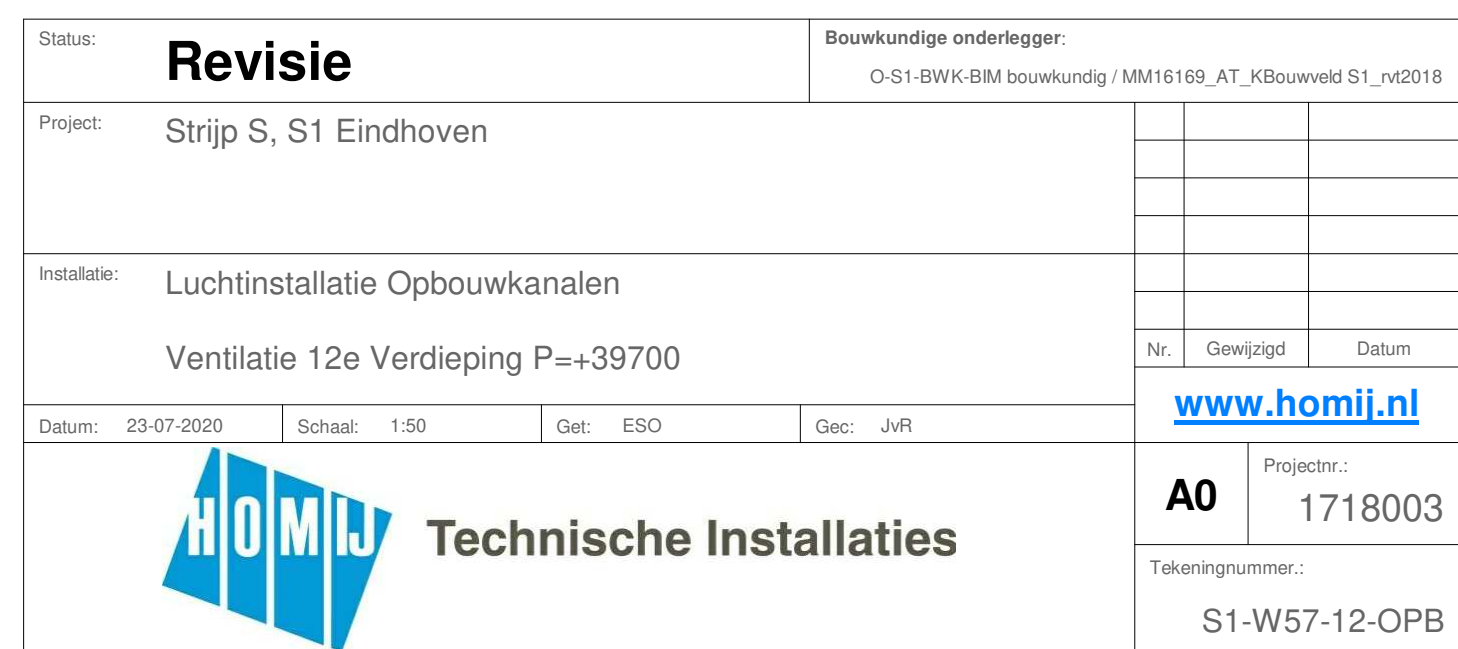 Status: Revisie
Bouwkundige onderlegger:
O-S1-BWK-BIM bouwkundig / MM16169_AT_KBouwveld S1_rvt2018
Project: Strijp S, S1 Eindhoven
Installatie: Luchtinstallatie Opbouwkanalen
Ventilatie 12e Verdieping P=+39700
Nr. Gewijzigd Datum
www.homij.nl
Datum: 23-07-2020 Schaal: 1:50 Get: ESO Gec: JvR
HOMIJ Technische Installaties
A0
Projectnr.:
1718003
Tekeningnummer.:
S1-W57-12-OPB